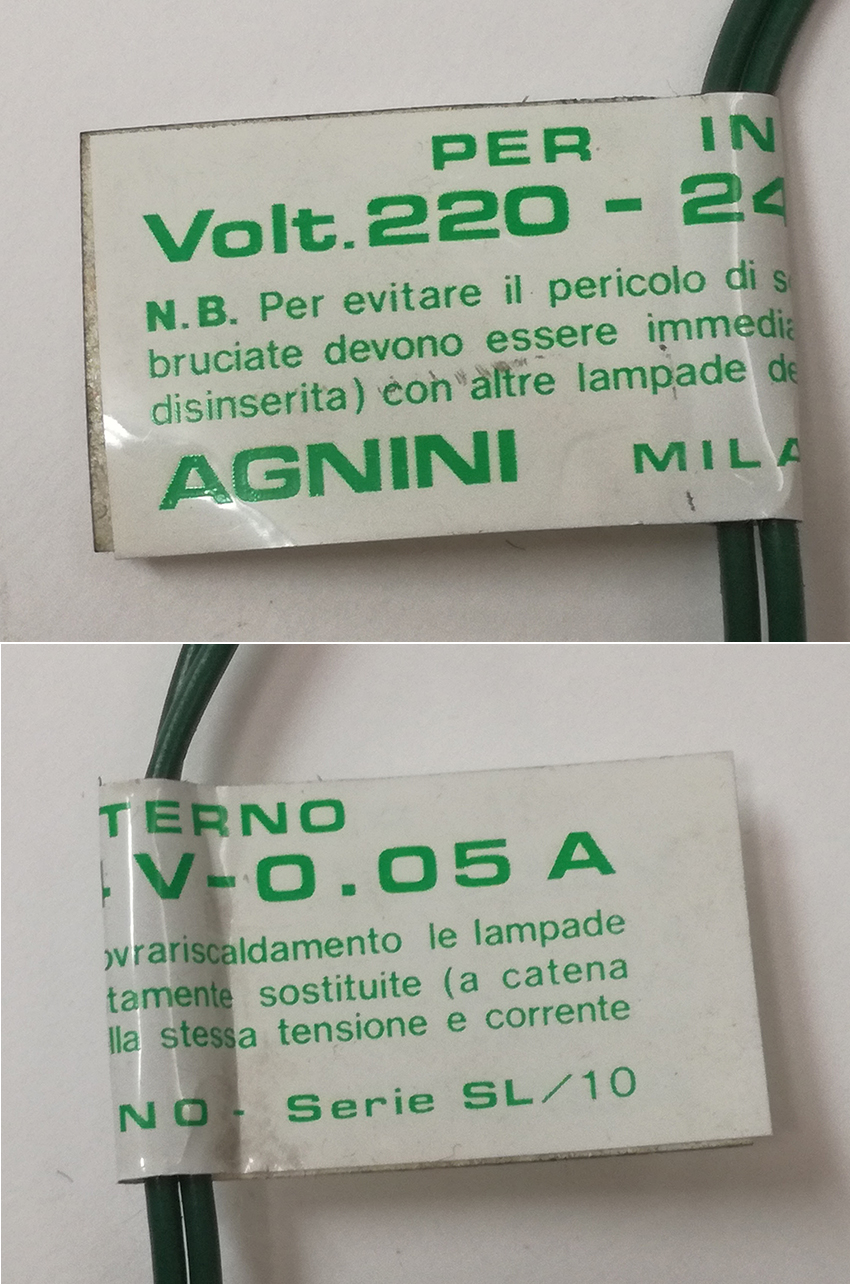 PER IN
Volt.220 - 24
N.B. Per evitare il pericolo di s
bruciate devono essere immedia
disinserita) con altre lampade de
AGNINI MILA
TERNO
V-0.05 A
ovrariscaldamento le lampade
tamente sostituite (a catena
lla stessa tensione e corrente
NO - Serie SL/10